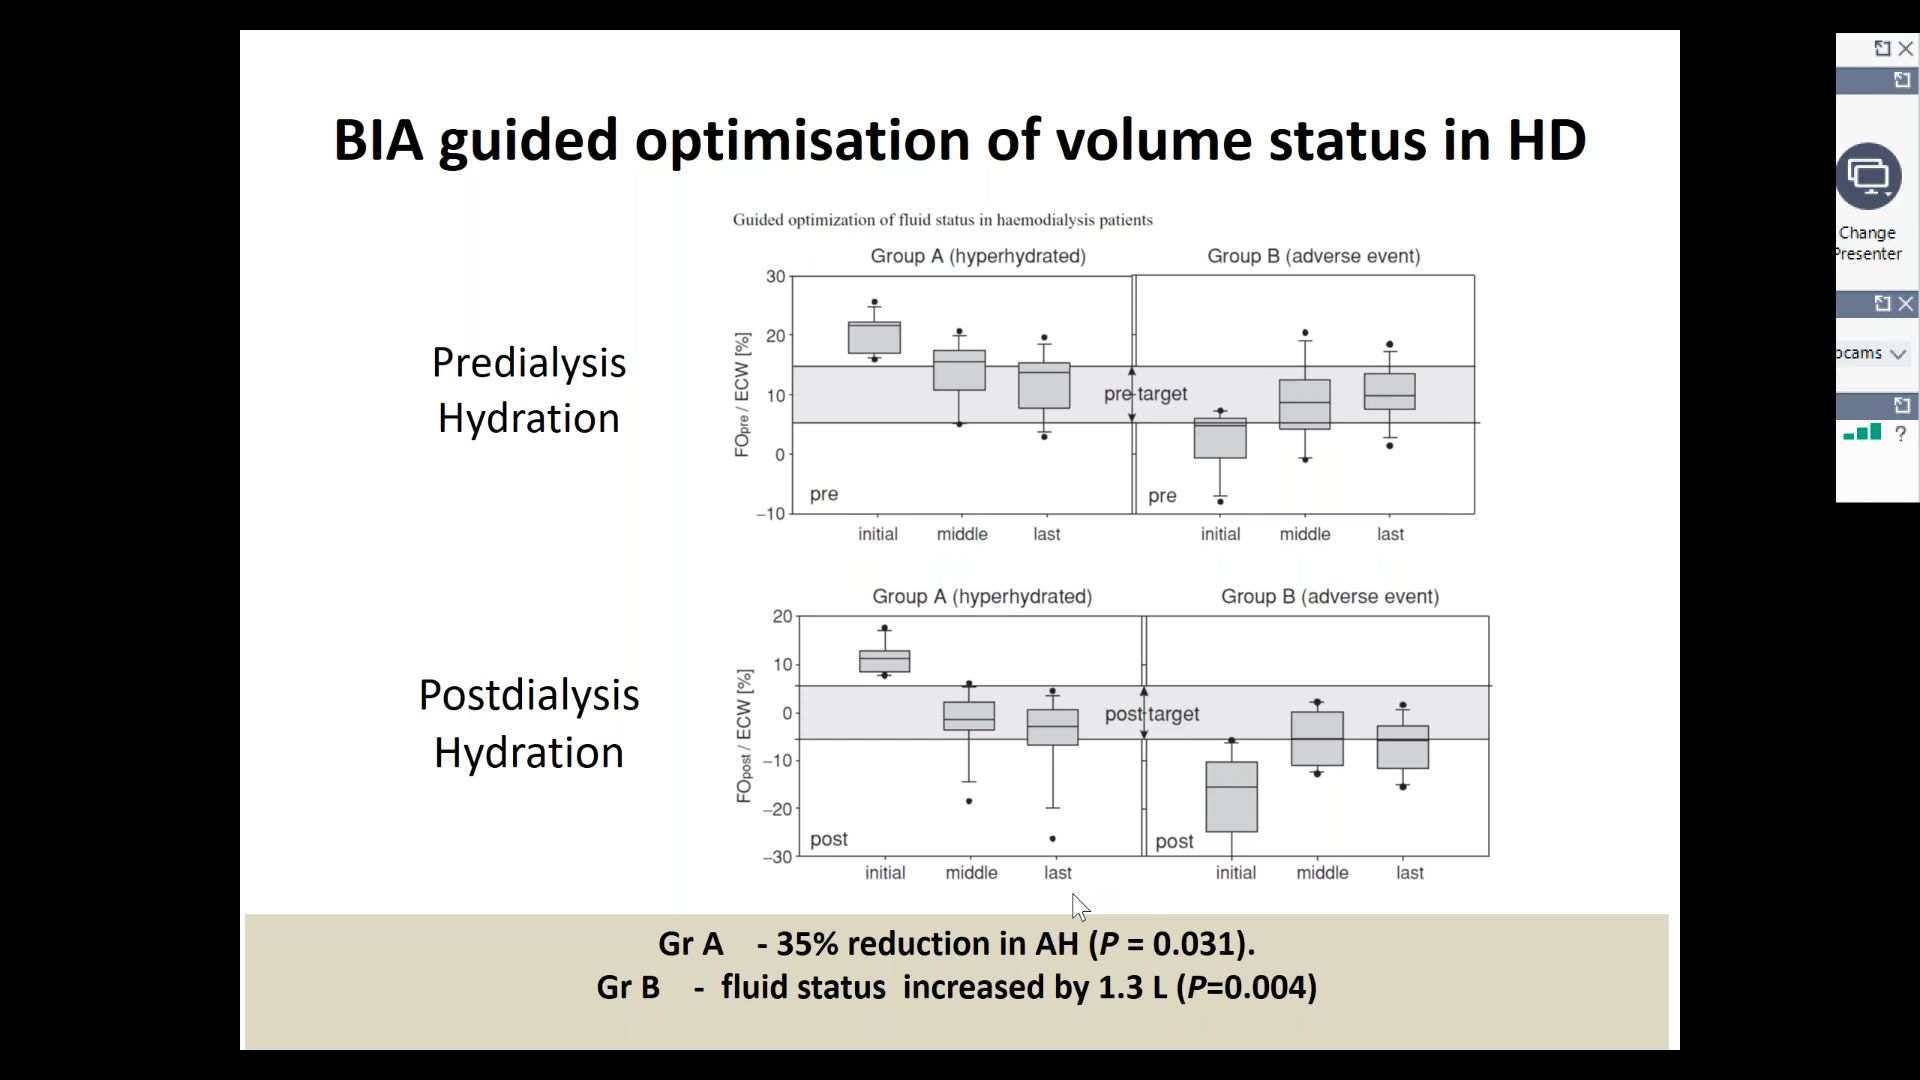 BIA guided optimisation of volume status in HD
Guided optimization of fluid status in haemodialysis patients
Predialysis
Hydration
Group A (hyperhydrated)
Group B (adverse event)
FOpre / ECW [%]
30
20
10
0
−10
pre-target
pre
pre
initial
middle
last
initial
middle
last
Postdialysis
Hydration
Group A (hyperhydrated)
Group B (adverse event)
FOpost / ECW [%]
20
10
0
−10
−20
−30
post-target
post
post
initial
middle
last
initial
middle
last
Gr A - 35% reduction in AH (P = 0.031).
Gr B - fluid status increased by 1.3 L (P=0.004)
Change
Presenter
?